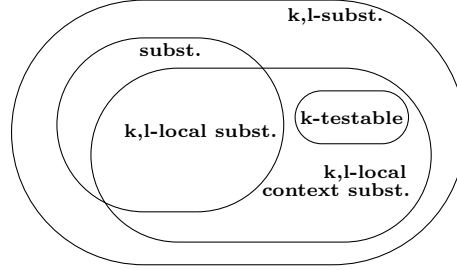 k,l-subst.
subst.
k-testable
k,l-local subst.
k,l-local
context subst.